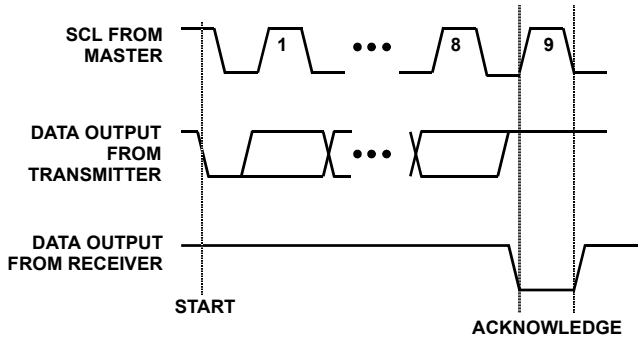 SCL FROM
MASTER
1
8
9
DATA OUTPUT
FROM
TRANSMITTER
DATA OUTPUT
FROM RECEIVER
START
ACKNOWLEDGE